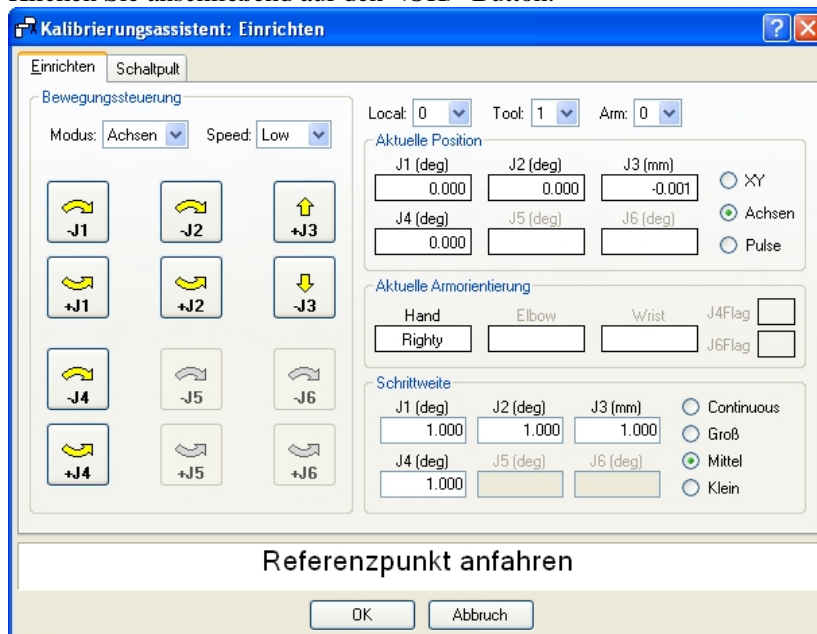 Klicken Sie anschließend auf den <OK>- Button.
Kalibrierungsassistent: Einrichten
Einrichten Schaltpult
Bewegungssteuerung
Modus: Achsen Speed: Low
-J1 -J2 +J3
+J1 +J2 -J3
-J4 -J5 -J6
+J4 +J5 +J6
Local: 0 Tool: 1 Arm: 0
Aktuelle Position
J1 (deg) J2 (deg) J3 (mm)
0.000 0.000 -0.001
XY
Achsen
J4 (deg) J5 (deg) J6 (deg)
0.000
Pulse
Aktuelle Armorientierung
Hand Elbow Wrist J4Flag
Righty J6Flag
Schrittweite
J1 (deg) J2 (deg) J3 (mm) Continuous
1.000 1.000 1.000 Groß
J4 (deg) J5 (deg) J6 (deg) Mittel
1.000 Klein
Referenzpunkt anfahren
OK Abbruch